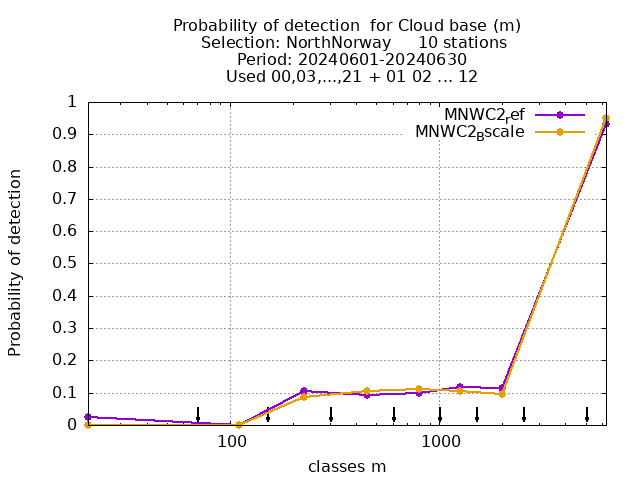 Probability of detection  for Cloud base (m)
Selection: NorthNorway     10 stations
Period: 20240601-20240630
Used 00,03,...,21 + 01 02 ... 12
MNWC2ref
MNWC2Bscale
1
0.9
0.8
0.7
0.6
0.5
0.4
0.3
0.2
0.1
0
Probability of detection
100
1000
classes m